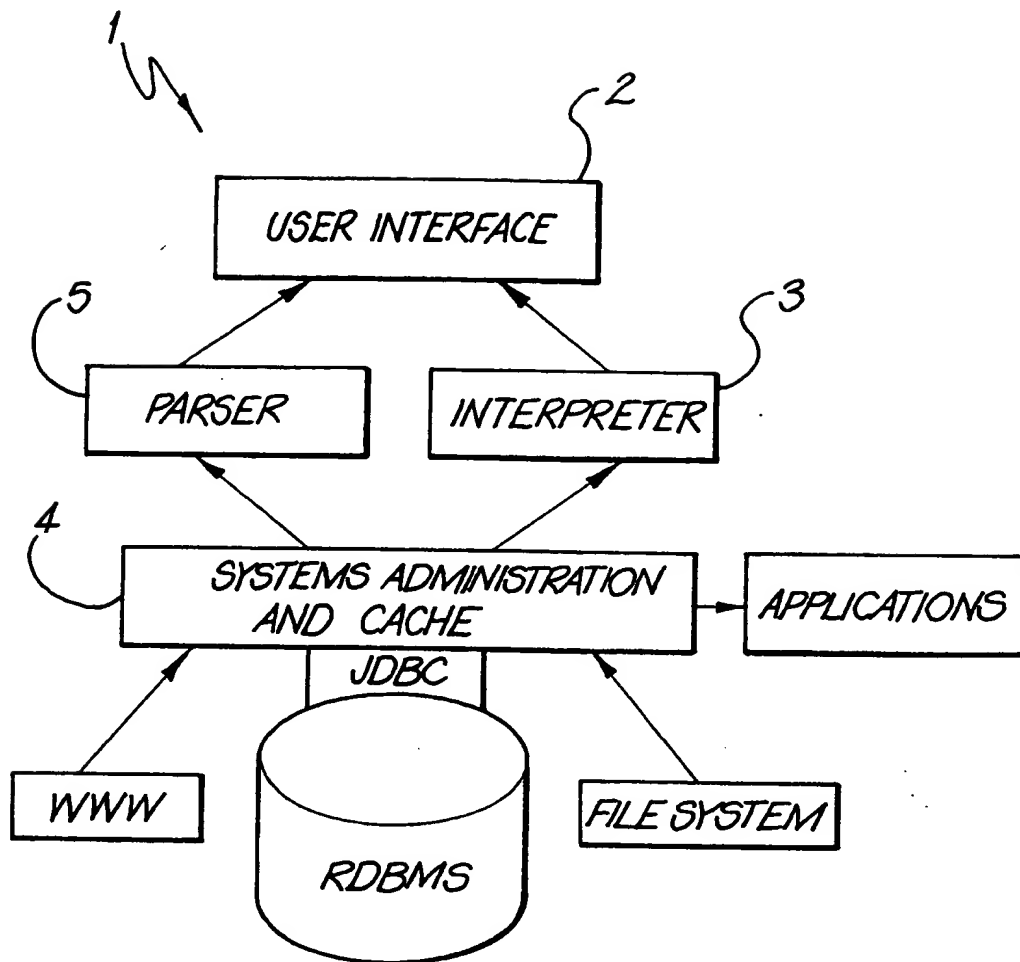 1
2
USER INTERFACE
5
3
PARSER
INTERPRETER
4
SYSTEMS ADMINISTRATION
AND CACHE
APPLICATIONS
JDBC
WWW
FILE SYSTEM
RDBMS